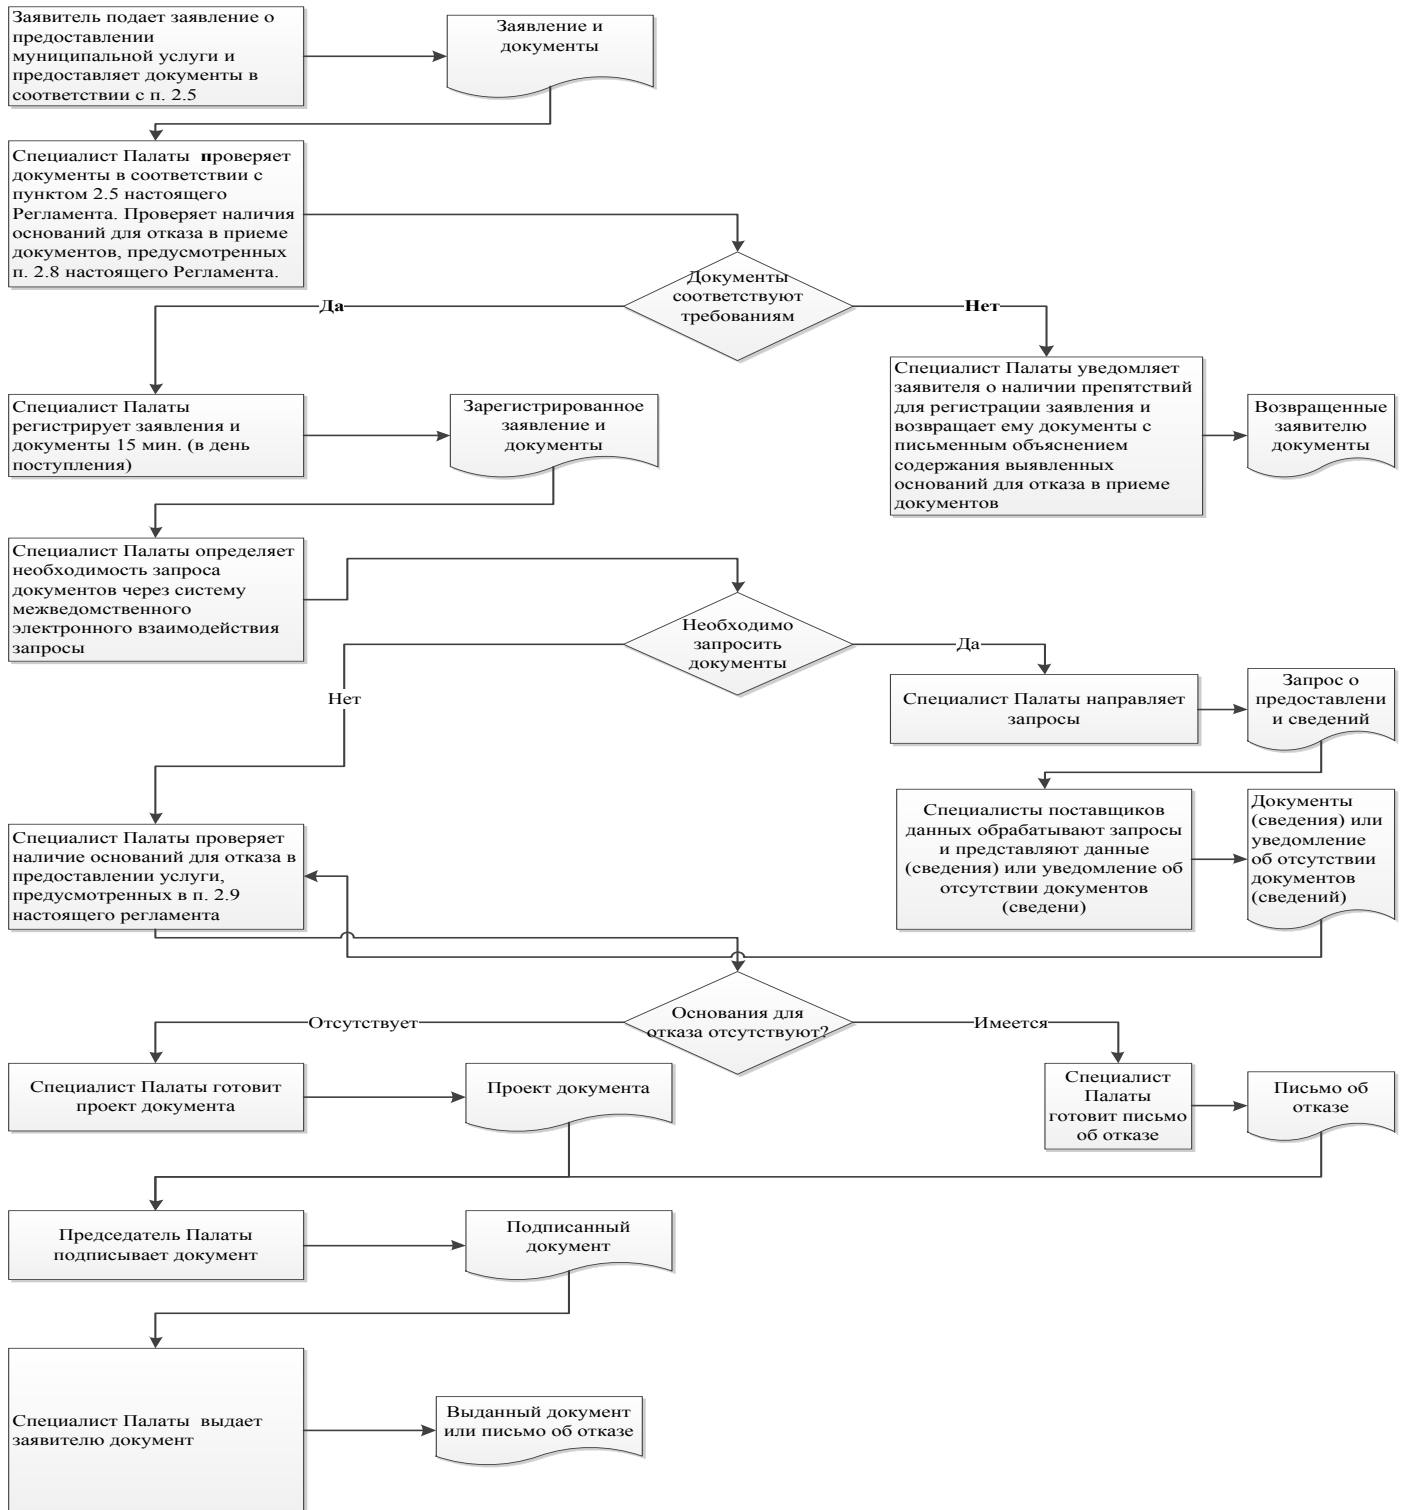 Заявитель подает заявление о
предоставлении
муниципальной услуги и
предоставляет документы в
соответствии с п. 2.5
Заявление и
документы
Специалист Палаты проверяет
документы в соответствии с
пунктом 2.5 настоящего
Регламента. Проверяет наличия
оснований для отказа в приеме
документов, предусмотренных
п. 2.8 настоящего Регламента.
Документы
соответствуют
требованиям
Да
Нет
Специалист Палаты
регистрирует заявления и
документы 15 мин. (в день
поступления)
Зарегистрированное
заявление и
документы
Специалист Палаты уведомляет
заявителя о наличии препятствий
для регистрации заявления и
возвращает ему документы с
письменным объяснением
содержания выявленных
оснований для отказа в приеме
документов
Возвращенные
заявителю
документы
Специалист Палаты определяет
необходимость запроса
документов через систему
межведомственного
электронного взаимодействия
запросы
Необходимо
запросить
документы
Да
Нет
Специалист Палаты направляет
запросы
Запрос о
предоставлени
и сведений
Специалисты поставщиков
данных обрабатывают запросы
и представляют данные
(сведения) или уведомление об
отсутствии документов
(сведени)
Документы
(сведения) или
уведомление
об отсутствии
документов
(сведений)
Специалист Палаты проверяет
наличие оснований для отказа в
предоставлении услуги,
предусмотренных в п. 2.9
настоящего регламента
Основания для
отказа отсутствуют?
Отсутствует
Имеется
Специалист Палаты готовит
проект документа
Проект документа
Специалист
Палаты
готовит письмо
об отказе
Письмо об
отказе
Председатель Палаты
подписывает документ
Подписанный
документ
Специалист Палаты выдает
заявителю документ
Выданный документ
или письмо об отказе